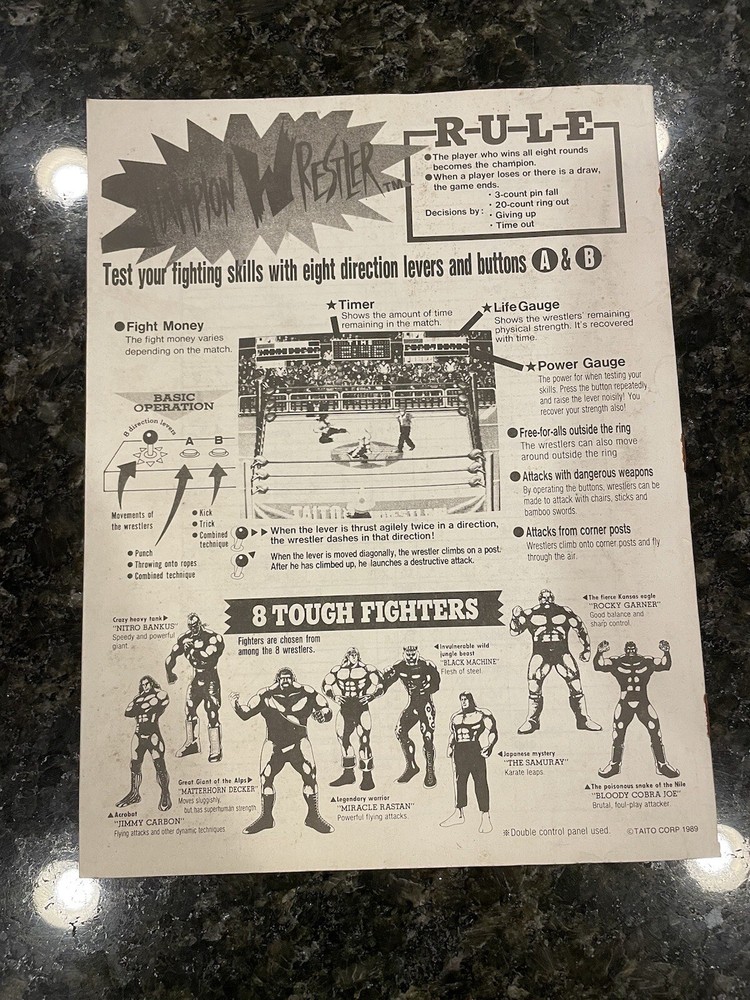 CHAMPION WRESTLER™
R-U-L-E
●The player who wins all eight rounds
becomes the champion.
●When a player loses or there is a draw,
the game ends.
Decisions by:
・3-count pin fall
・20-count ring out
・Giving up
・Time out
Test your fighting skills with eight direction levers and buttons A & B
●Fight Money
The fight money varies
depending on the match.
★Timer
Shows the amount of time
remaining in the match.
★Life Gauge
Shows the wrestlers' remaining
physical strength. It's recovered
with time.
★Power Gauge
The power for when testing your
skills. Press the button repeatedly
and raise the lever noisily! You
recover your strength also!
BASIC
OPERATION
8 direction levers
A B
Movements of
the wrestlers
●Kick
●Trick
●Combined
technique
●Punch
●Throwing onto ropes
●Combined technique
●Free-for-alls outside the ring
The wrestlers can also move
around outside the ring
●Attacks with dangerous weapons
By operating the buttons, wrestlers can be
made to attack with chairs, sticks and
bamboo swords.
●Attacks from corner posts
Wrestlers climb onto corner posts and fly
through the air.
When the lever is thrust agilely twice in a direction,
the wrestler dashes in that direction!
When the lever is moved diagonally, the wrestler climbs on a post.
After he has climbed up, he launches a destructive attack.
8 TOUGH FIGHTERS
Fighters are chosen from
among the 8 wrestlers.
Crazy heavy tank▶
"NITRO BANKUS"
Speedy and powerful
giant.
◀Invulnerable wild
jungle beast
"BLACK MACHINE"
Flesh of steel.
◀The fierce Kansas eagle
"ROCKY GARNER"
Good balance and
sharp control.
Great Giant of the Alps▶
"MATTERHORN DECKER"
Moves sluggishly,
but has superhuman strength.
▲Acrobat
"JIMMY CARBON"
Flying attacks and other dynamic techniques
▲Legendary warrior
"MIRACLE RASTAN"
Powerful flying attacks.
◀Japanese mystery
"THE SAMURAY"
Karate leaps.
▲The poisonous snake of the Nile
"BLOODY COBRA JOE"
Brutal, foul-play attacker.
※Double control panel used.
©TAITO CORP 1989